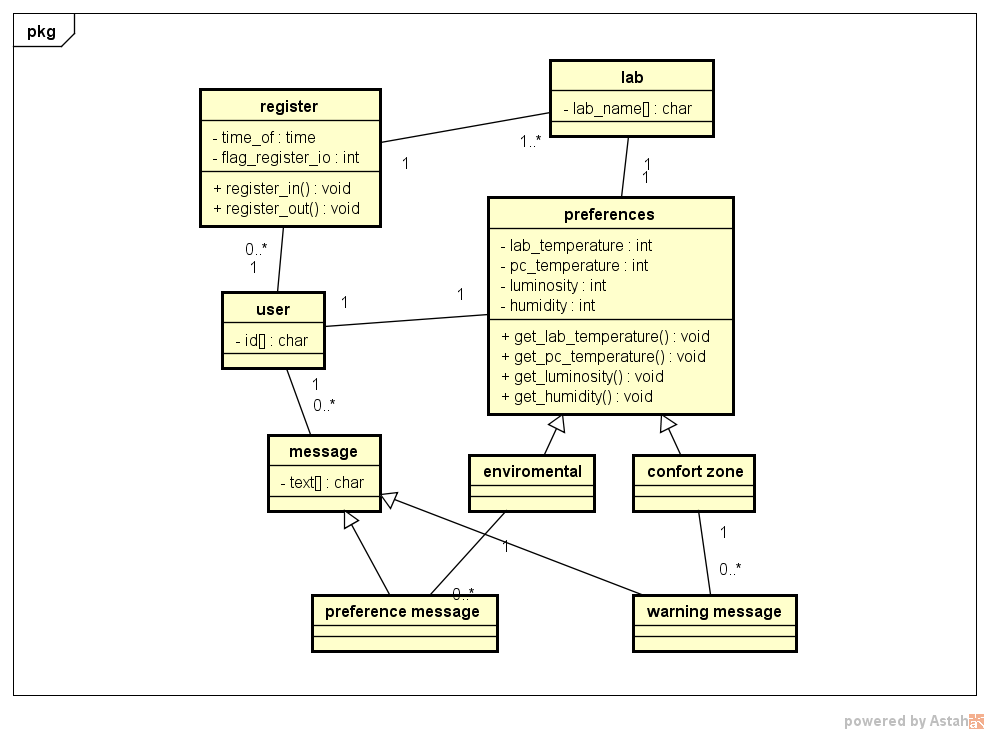 pkg
lab
- lab_name[] : char
register
- time_of : time
- flag_register_io : int
+ register_in() : void
+ register_out() : void
1..*
1
1
1
preferences
- lab_temperature : int
- pc_temperature : int
- luminosity : int
- humidity : int
+ get_lab_temperature() : void
+ get_pc_temperature() : void
+ get_luminosity() : void
+ get_humidity() : void
0..*
1
user
- id[] : char
1
1
1
0..*
message
- text[] : char
enviromental
confort zone
1
1
0..*
0..*
preference message
warning message
powered by Astah